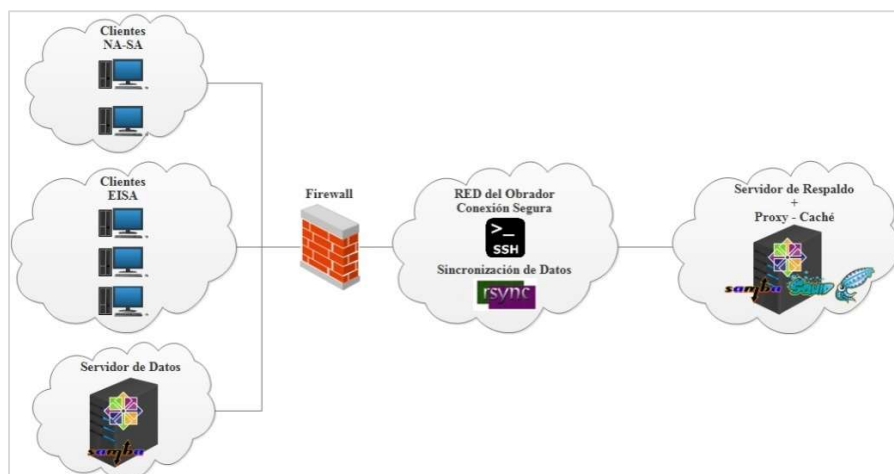 Clientes
NA-SA
Clientes
EISA
Servidor de Datos
samba
Firewall
RED del Obrador
Conexión Segura
>_
SSH
Sincronización de Datos
rsync
Servidor de Respaldo
+
Proxy - Caché
samba
Squid